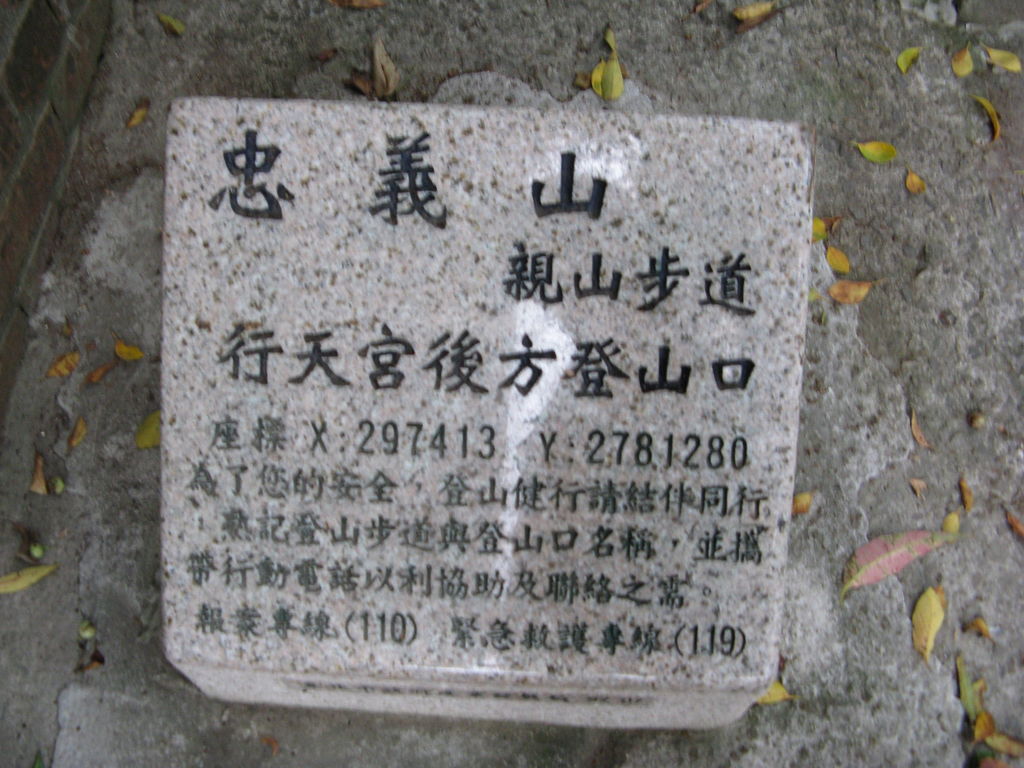 忠義山
親山步道
行天宮後方登山口
座標 X:297413 Y:2781280
為了您的安全，登山健行請結伴同行
，熟記登山步道與登山口名稱，並攜
帶行動電話以利協助及聯絡之需。
報案專線(110) 緊急救護專線(119)